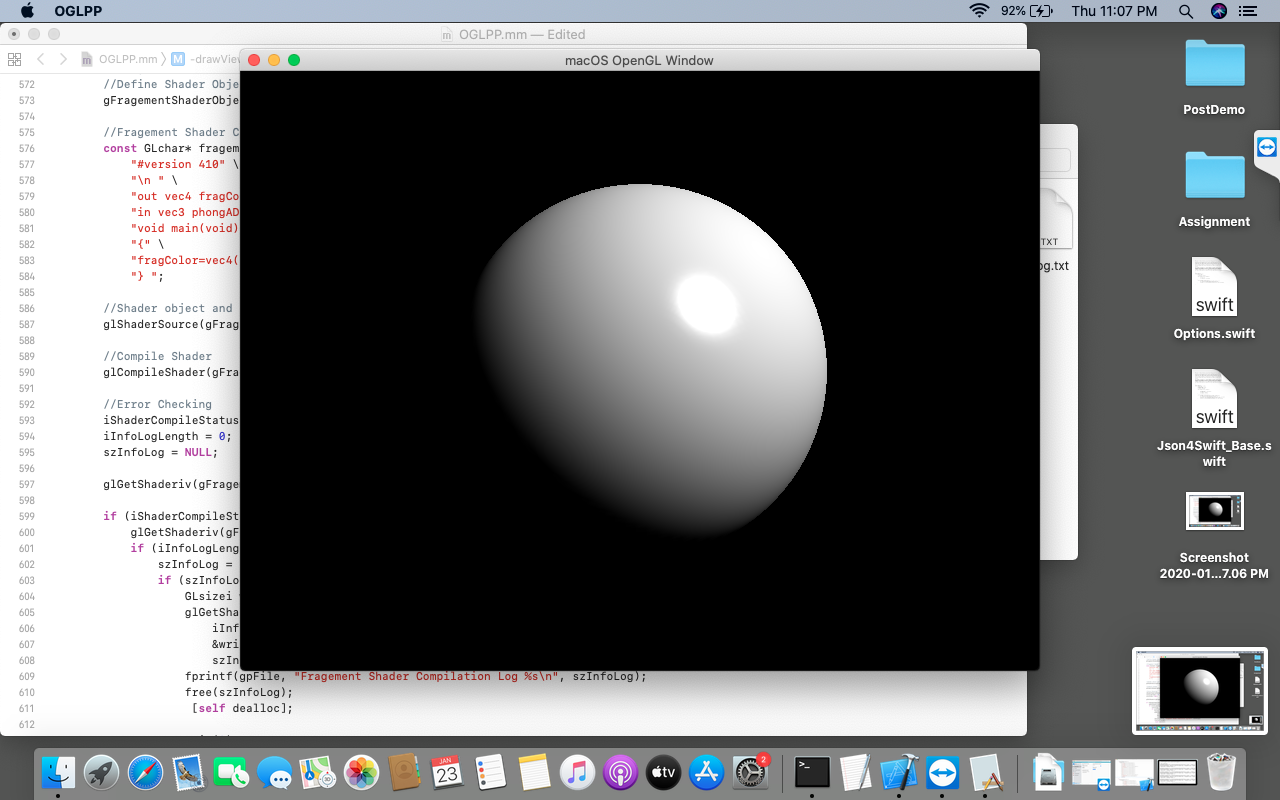 OGLPP
92%
Thu 11:07 PM
OGLPP.mm — Edited
OGLPP.mm
M
-drawVie
macOS OpenGL Window
572 //Define Shader Obje
573 gFragementShaderObje
574
575 //Fragement Shader C
576 const GLchar* fragem
577 "#version 410" \
578 "\n " \
579 "out vec4 fragCo
580 "in vec3 phongAD
581 "void main(void)
582 "{" \
583 "fragColor=vec4(
584 "} ";
585
586 //Shader object and
587 glShaderSource(gFrag
588
589 //Compile Shader
590 glCompileShader(gFra
591
592 //Error Checking
593 iShaderCompileStatus
594 iInfoLogLength = 0;
595 szInfoLog = NULL;
596
597 glGetShaderiv(gFrage
598
599 if (iShaderCompileSt
600 glGetShaderiv(gF
601 if (iInfoLogLeng
602 szInfoLog =
603 if (szInfoLo
604 GLsizei
605 glGetSha
606 iInf
607 &wri
608 szIn
609 fprintf(gpFile, "Fragement Shader Compilation Log %s\n", szInfoLog);
610 free(szInfoLog);
611 [self dealloc];
612
TXT
og.txt
PostDemo
Assignment
swift
Options.swift
swift
Json4Swift_Base.s
wift
Screenshot
2020-01...7.06 PM
JAN
23
tv
2
>_